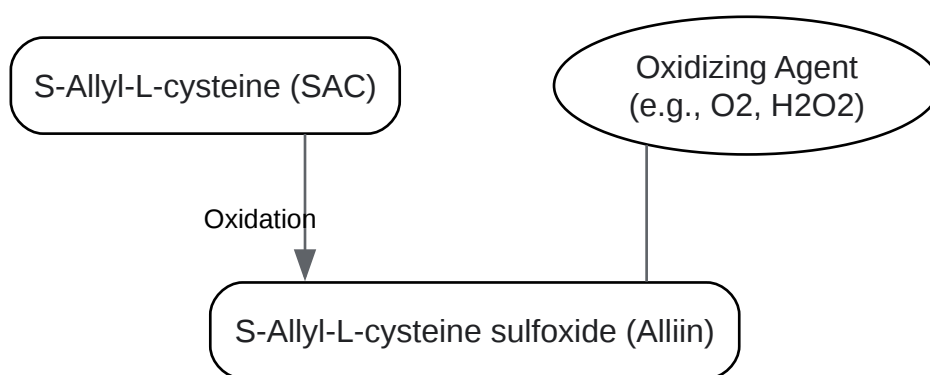 S-Allyl-L-cysteine (SAC)
Oxidizing Agent
(e.g., O2, H2O2)
Oxidation
S-Allyl-L-cysteine sulfoxide (Alliin)